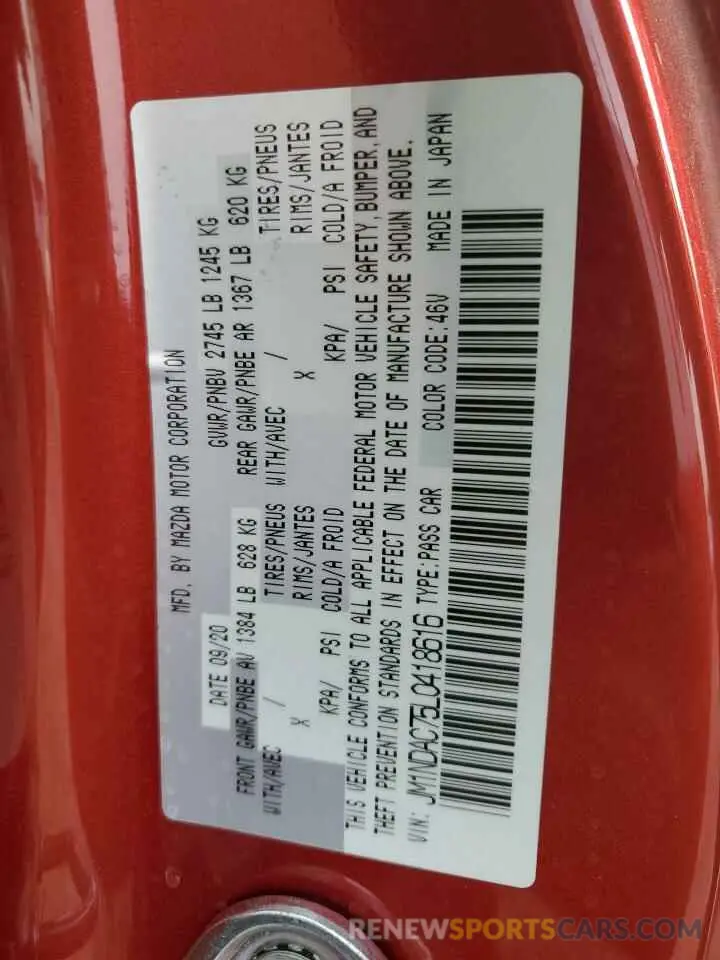 MFD. BY MAZDA MOTOR CORPORATION
DATE 09/20 GVWR/PNBV 2745 LB 1245 KG
FRONT GAWR/PNBE AV 1384 LB 628 KG REAR GAWR/PNBE AR 1367 LB 620 KG
WITH/AVEC / TIRES/PNEUS WITH/AVEC / TIRES/PNEUS
X RIMS/JANTES X RIMS/JANTES
KPA/ PSI COLD/A FROID KPA/ PSI COLD/A FROID
THIS VEHICLE CONFORMS TO ALL APPLICABLE FEDERAL MOTOR VEHICLE SAFETY, BUMPER, AND
THEFT PREVENTION STANDARDS IN EFFECT ON THE DATE OF MANUFACTURE SHOWN ABOVE.
VIN: JM1NDAC75L0418616 TYPE:PASS CAR COLOR CODE:46V MADE IN JAPAN
RENEWSPORTSCARS.COM